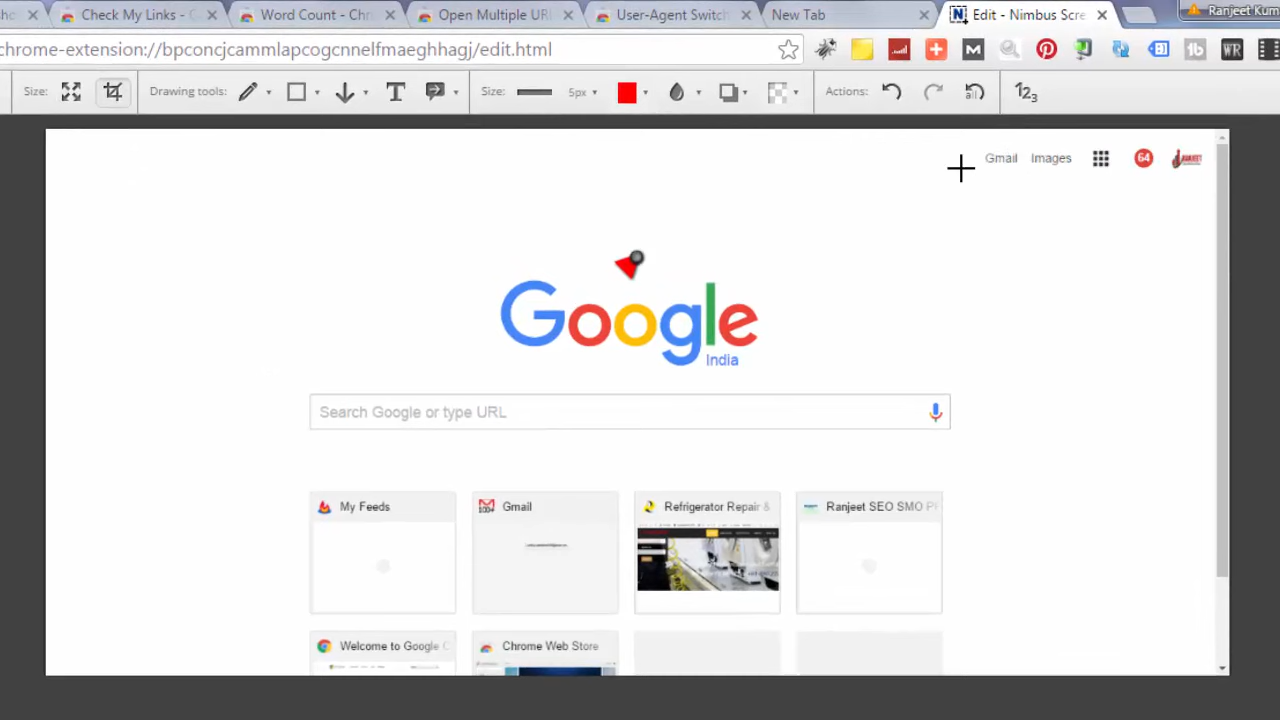 Check My Links - C
Word Count - Chr
Open Multiple UR
User-Agent Switch
New Tab
Edit - Nimbus Scre
Ranjeet Kum
chrome-extension://bpconcjcammlapcogcnnelfmaeghhagj/edit.html
Size:
Drawing tools:
T
Size:
5px
Actions:
all
123
Gmail
Images
64
Google
India
Search Google or type URL
My Feeds
Gmail
Refrigerator Repair &
Ranjeet SEO SMO P
Welcome to Google C
Chrome Web Store